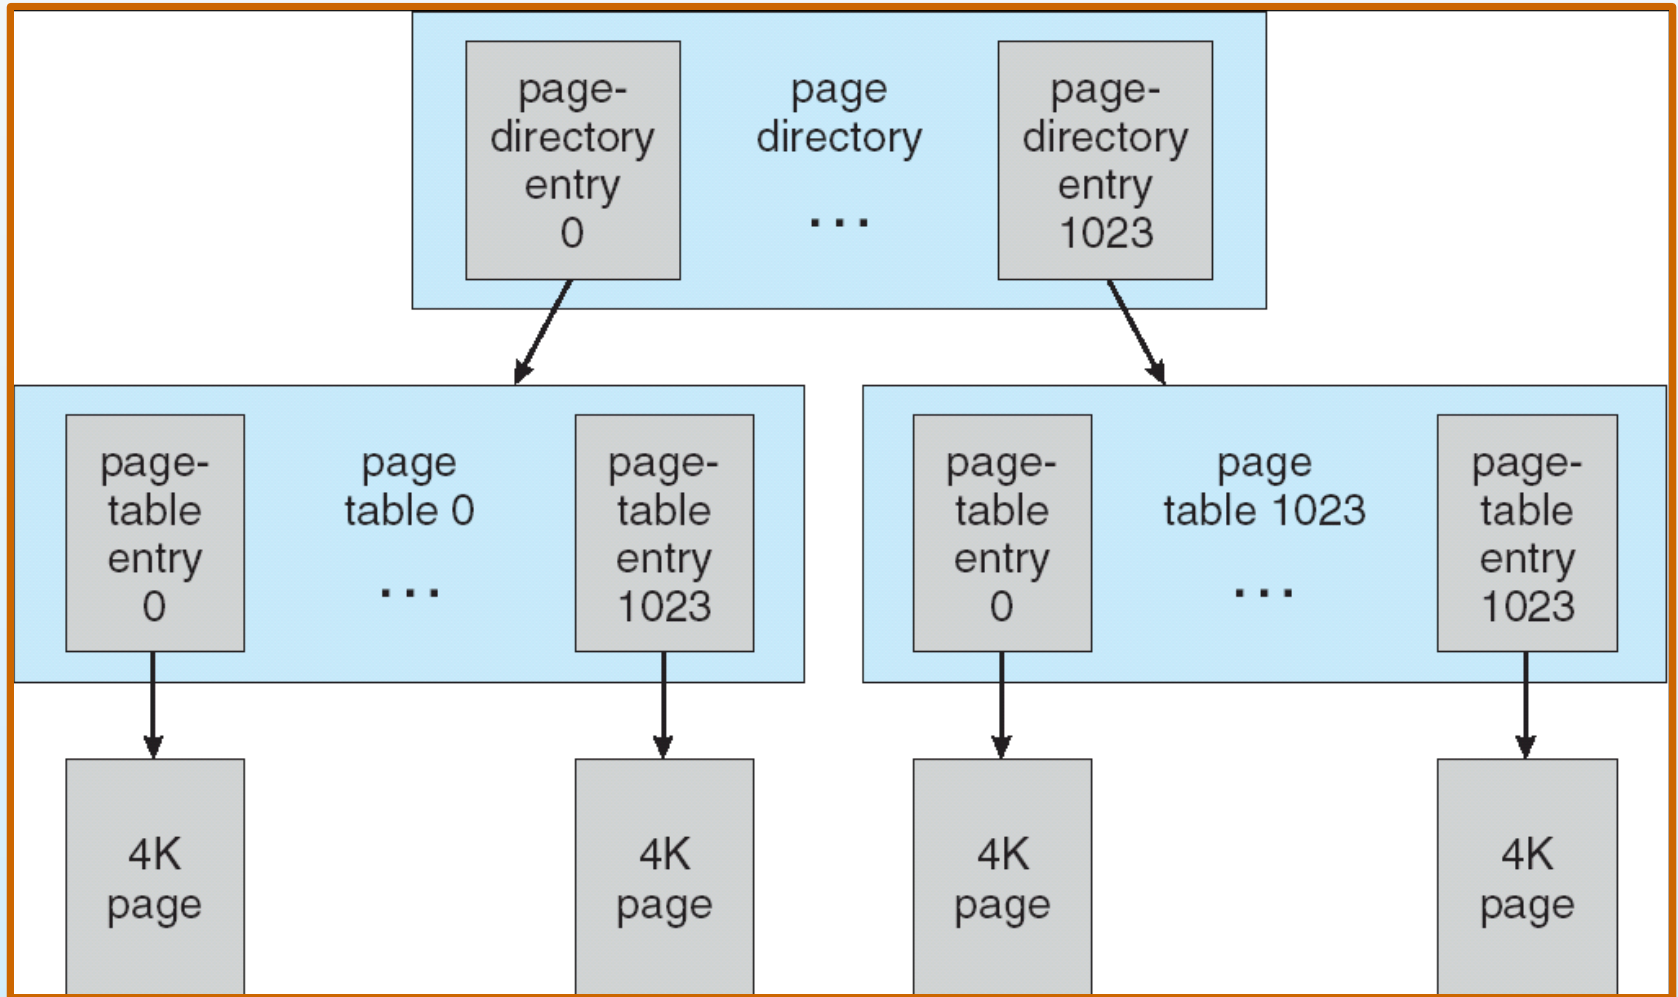 page-
directory
entry
0
page
directory
...
page-
directory
entry
1023
page-
table
entry
0
page
table 0
...
page-
table
entry
1023
page-
table
entry
0
page
table 1023
...
page-
table
entry
1023
4K
page
4K
page
4K
page
4K
page